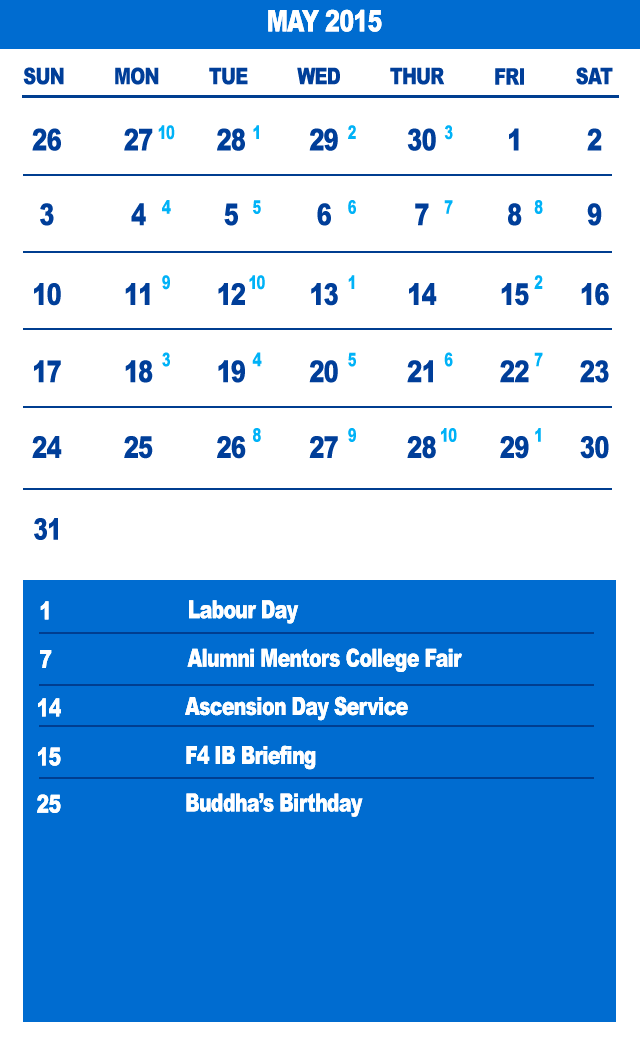 MAY 2015
SUN MON TUE WED THUR FRI SAT
26 27 10 28 1 29 2 30 3 1 2
3 4 4 5 5 6 6 7 7 8 8 9
10 11 9 12 10 13 1 14 15 2 16
17 18 3 19 4 20 5 21 6 22 7 23
24 25 26 8 27 9 28 10 29 1 30
31
1 Labour Day
7 Alumni Mentors College Fair
14 Ascension Day Service
15 F4 IB Briefing
25 Buddha's Birthday